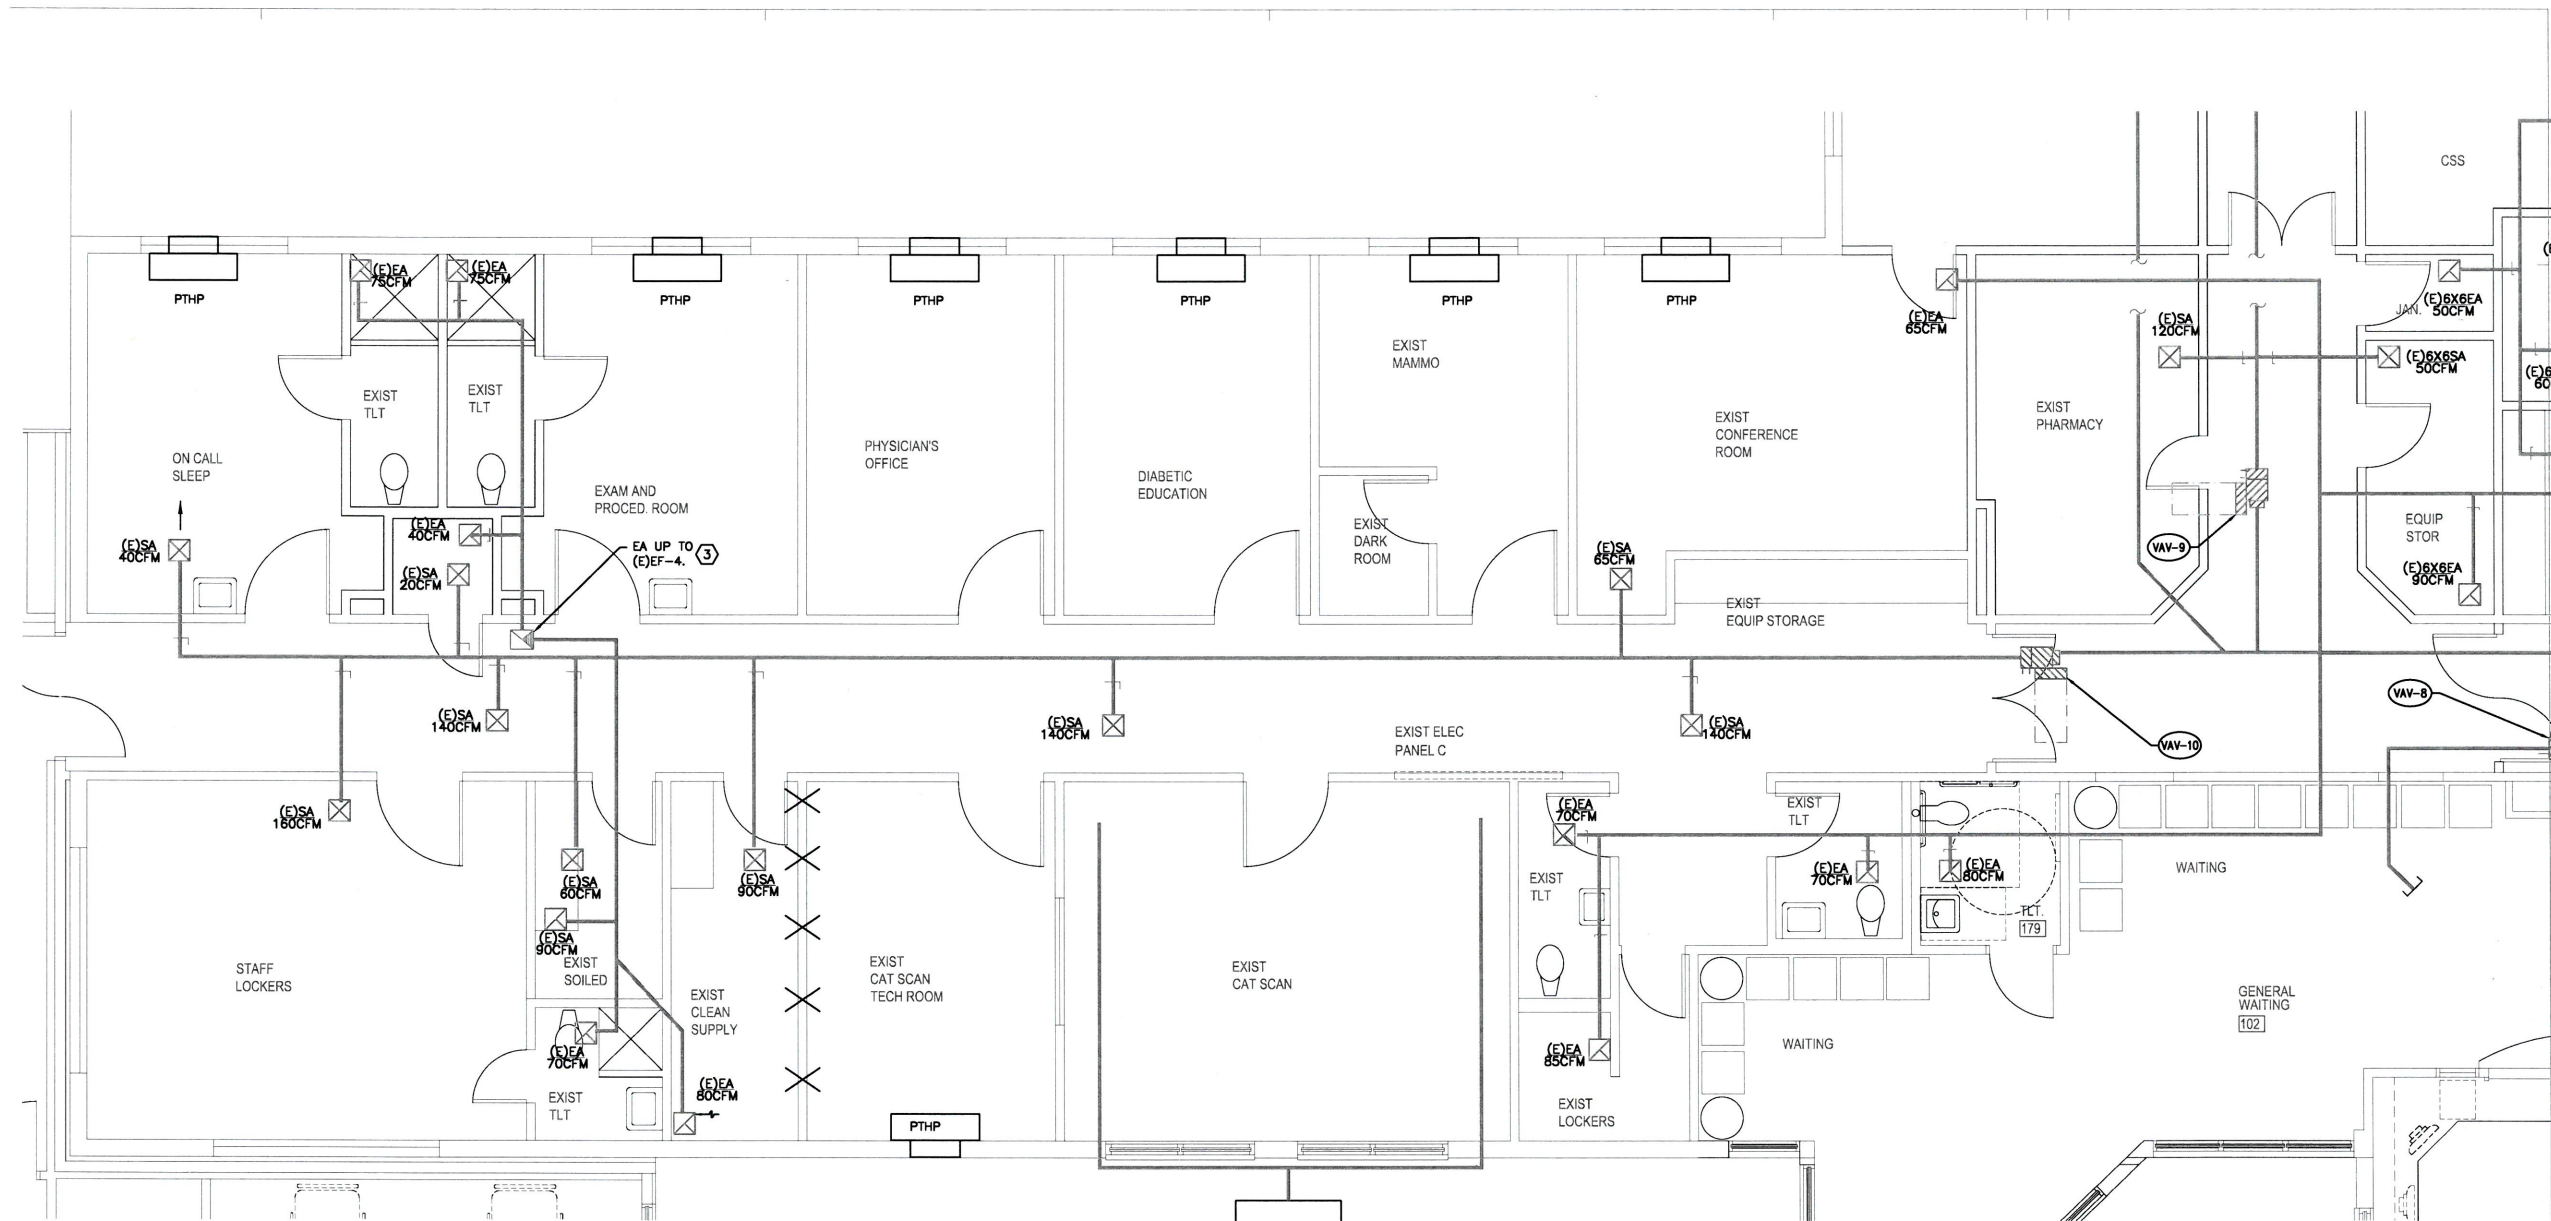 CSS
PTHP
(E)EA
75CFM
(E)EA
75CFM
PTHP
PTHP
PTHP
PTHP
PTHP
(E)EA
65CFM
(E)SA
120CFM
JAN.
(E)6X6EA
50CFM
(E)6X6SA
50CFM
60
EXIST
TLT
EXIST
TLT
EXIST
MAMMO
EXIST
CONFERENCE
ROOM
EXIST
PHARMACY
ON CALL
SLEEP
EXAM AND
PROCED. ROOM
PHYSICIAN'S
OFFICE
DIABETIC
EDUCATION
EXIST
DARK
ROOM
EQUIP
STOR
(E)SA
40CFM
(E)EA
40CFM
(E)SA
20CFM
EA UP TO
(E)EF-4.
3
(E)SA
65CFM
VAV-9
(E)6X6EA
90CFM
EXIST
EQUIP STORAGE
(E)SA
140CFM
(E)SA
140CFM
EXIST ELEC
PANEL C
(E)SA
140CFM
VAV-10
VAV-8
(E)SA
160CFM
(E)SA
60CFM
(E)SA
90CFM
(E)SA
90CFM
EXIST
SOILED
(E)EA
70CFM
EXIST
TLT
EXIST
TLT
(E)EA
70CFM
(E)EA
80CFM
TLT.
179
WAITING
STAFF
LOCKERS
EXIST
CLEAN
SUPPLY
EXIST
CAT SCAN
TECH ROOM
EXIST
CAT SCAN
GENERAL
WAITING
102
WAITING
(E)EA
70CFM
EXIST
TLT
(E)EA
80CFM
PTHP
(E)EA
85CFM
EXIST
LOCKERS